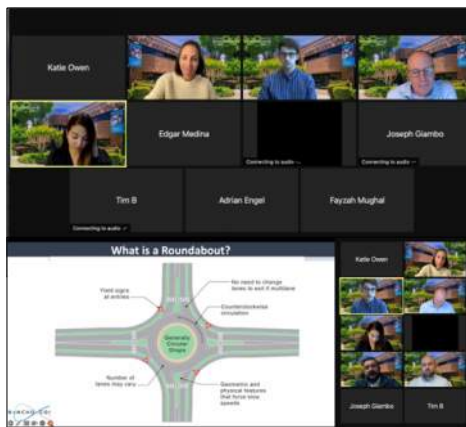 Katie Owen
Edgar Medina
Joseph Giambo
Connecting to audio
Connecting to audio
Tim B
Adrian Engel
Fayzah Mughal
Connecting to audio
What is a Roundabout?
Yield signs
at entries
No need to change
lanes to exit if multilane
Counterclockwise
circulation
Generally
Circular
Shape
Number of
lanes may vary
Geometric and
physical features
that force slow
speeds
Katie Owen
Joseph Giambo
Tim B